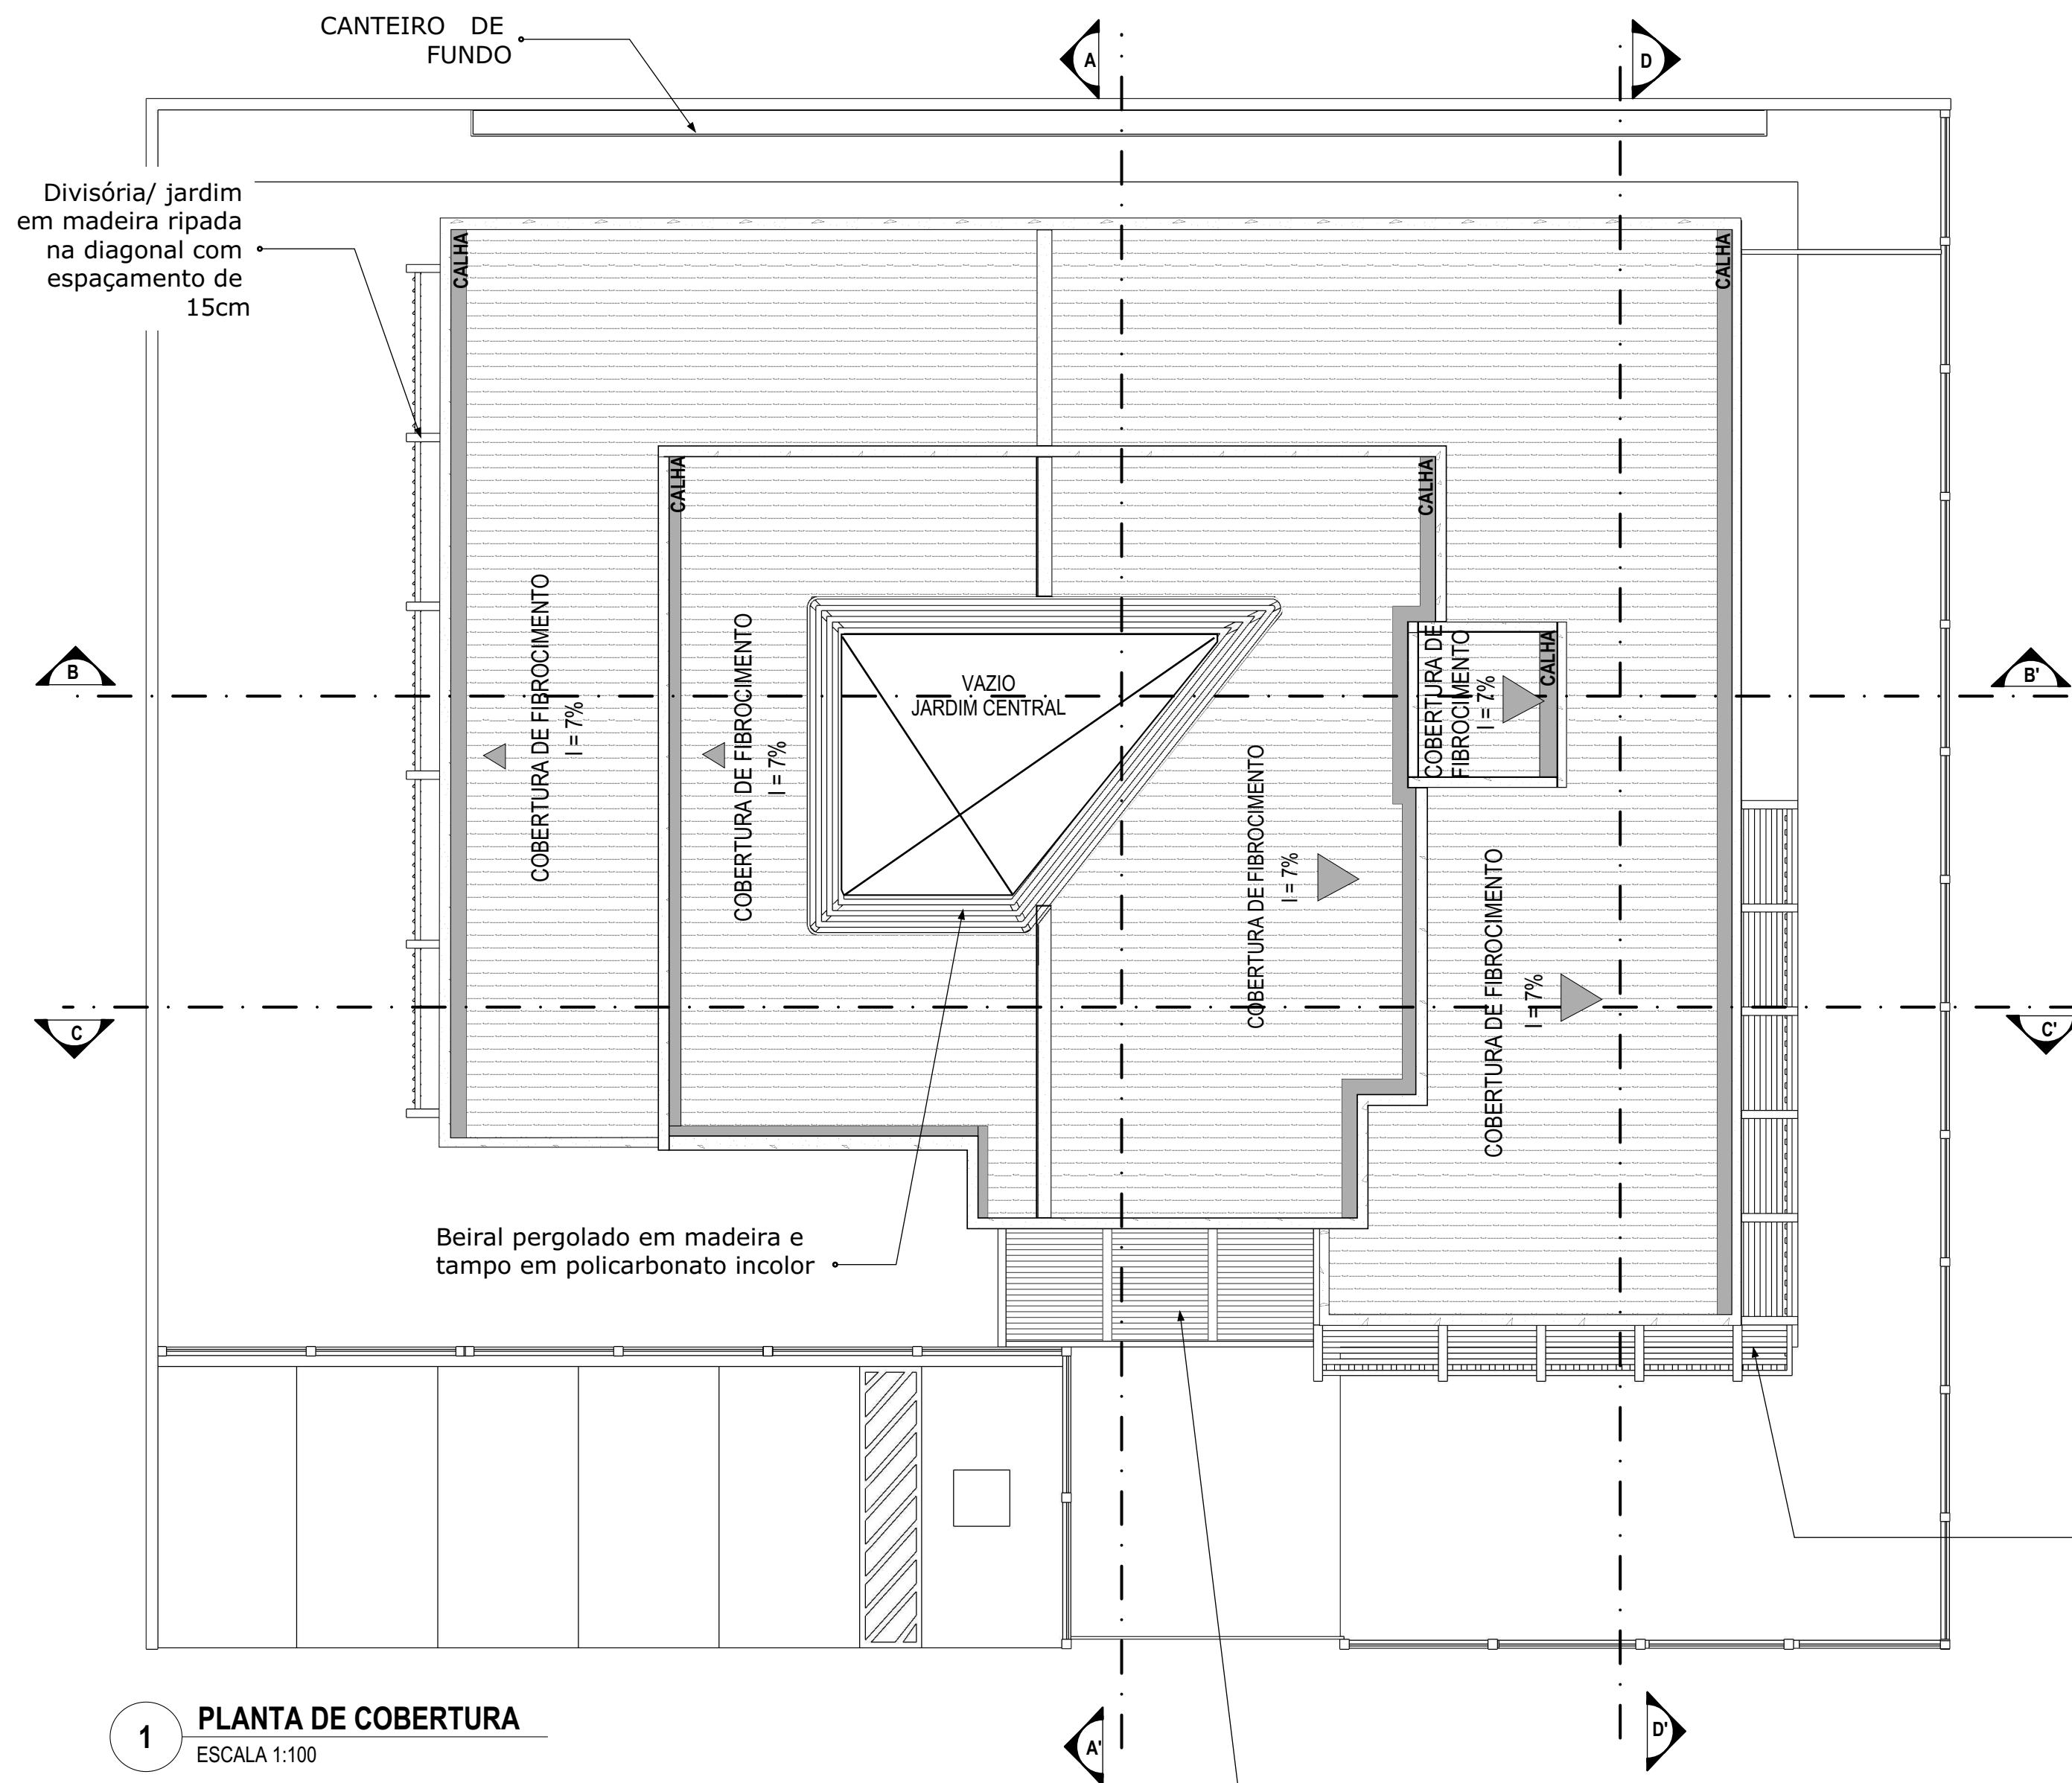 CANTEIRO DE
FUNDO
A
D
Divisória/ jardim
em madeira ripada
na diagonal com
espaçamento de
15cm
CALHA
CALHA
CALHA
CALHA
COBERTURA DE FIBROCIMENTO
I = 7%
COBERTURA DE FIBROCIMENTO
I = 7%
VAZIO
JARDIM CENTRAL
COBERTURA DE
FIBROCIMENTO
I = 7%
CALHA
B
B'
COBERTURA DE FIBROCIMENTO
I = 7%
COBERTURA DE FIBROCIMENTO
I = 7%
C
C'
Beiral pergolado em madeira e
tampo em policarbonato incolor
1
PLANTA DE COBERTURA
ESCALA 1:100
A'
D'